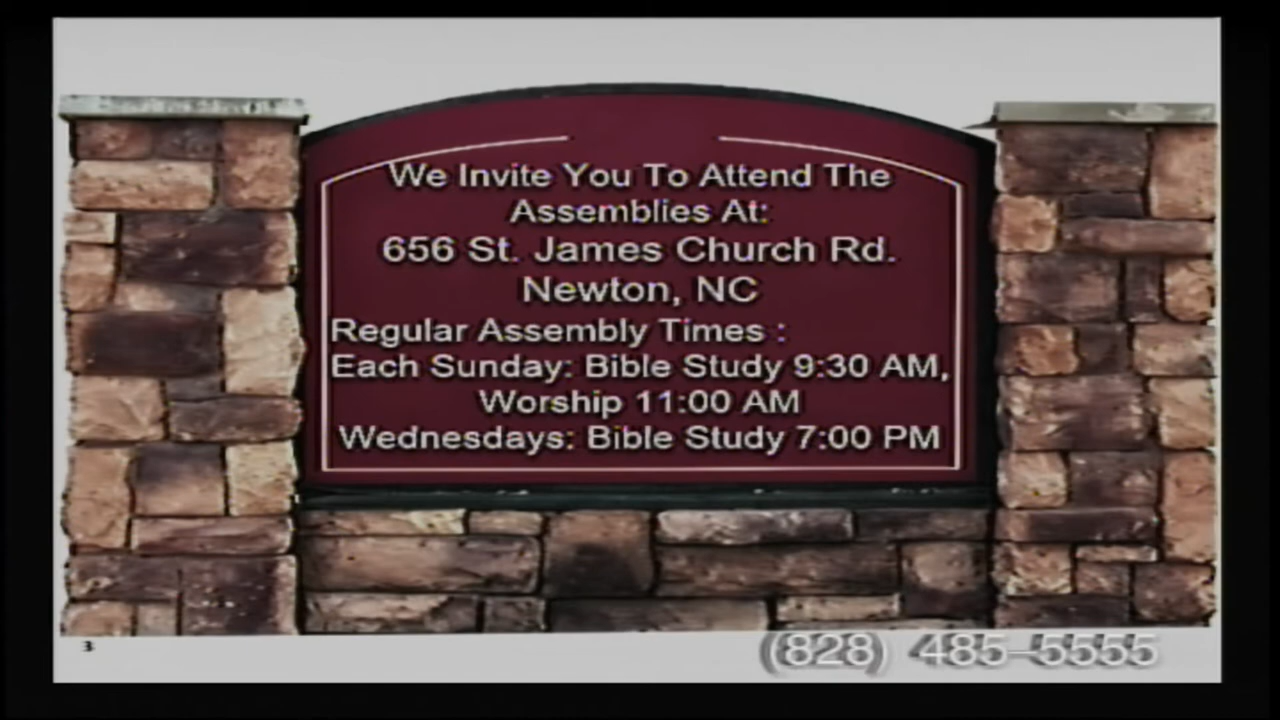 We Invite You To Attend The
Assemblies At:
656 St. James Church Rd.
Newton, NC
Regular Assembly Times :
Each Sunday: Bible Study 9:30 AM,
Worship 11:00 AM
Wednesdays: Bible Study 7:00 PM
3
(828) 485-5555